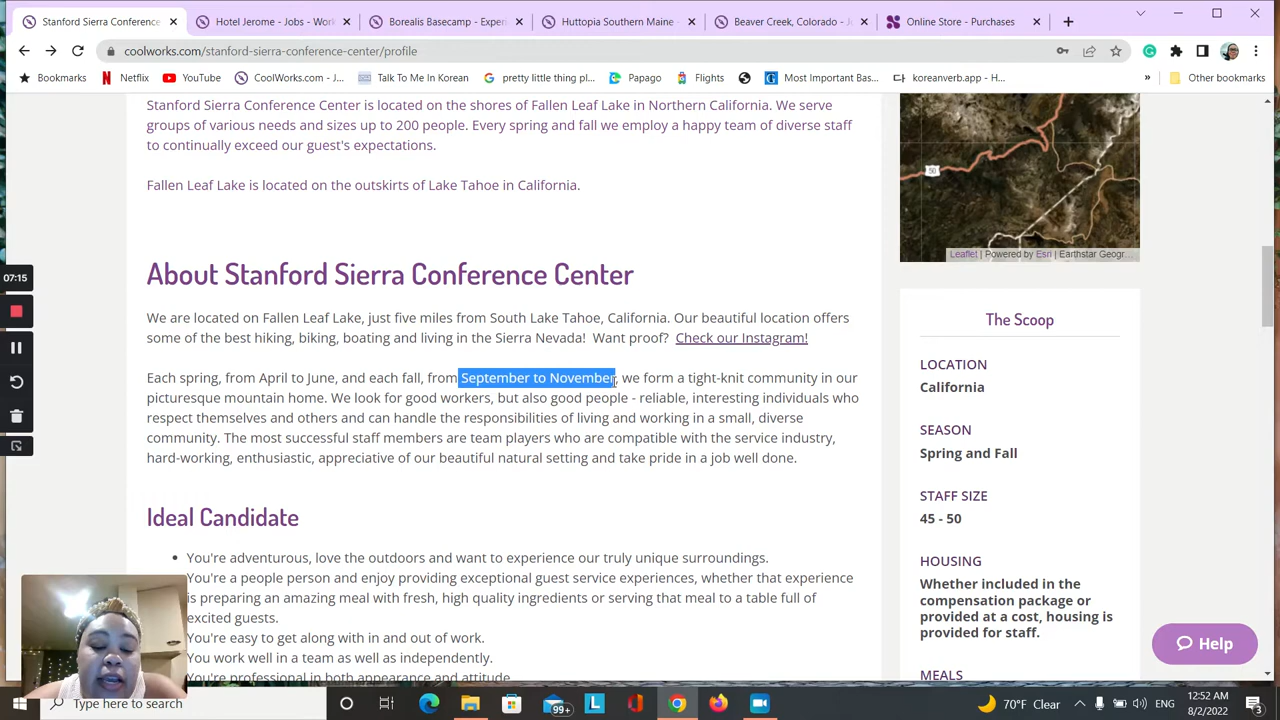 Stanford Sierra Conference
Hotel Jerome - Jobs - Work
Borealis Basecamp - Exper
Huttopia Southern Maine -
Beaver Creek, Colorado - J
Online Store - Purchases
coolworks.com/stanford-sierra-conference-center/profile
Bookmarks
Netflix
YouTube
CoolWorks.com - J...
Talk To Me In Korean
pretty little thing pl...
Papago
Flights
Most Important Bas...
koreanverb.app - H...
Other bookmarks
Stanford Sierra Conference Center is located on the shores of Fallen Leaf Lake in Northern California. We serve
groups of various needs and sizes up to 200 people. Every spring and fall we employ a happy team of diverse staff
to continually exceed our guest's expectations.
Fallen Leaf Lake is located on the outskirts of Lake Tahoe in California.
About Stanford Sierra Conference Center
We are located on Fallen Leaf Lake, just five miles from South Lake Tahoe, California. Our beautiful location offers
some of the best hiking, biking, boating and living in the Sierra Nevada! Want proof? Check our Instagram!
Each spring, from April to June, and each fall, from September to November, we form a tight-knit community in our
picturesque mountain home. We look for good workers, but also good people - reliable, interesting individuals who
respect themselves and others and can handle the responsibilities of living and working in a small, diverse
community. The most successful staff members are team players who are compatible with the service industry,
hard-working, enthusiastic, appreciative of our beautiful natural setting and take pride in a job well done.
Ideal Candidate
You're adventurous, love the outdoors and want to experience our truly unique surroundings.
You're a people person and enjoy providing exceptional guest service experiences, whether that experience
is preparing an amazing meal with fresh, high quality ingredients or serving that meal to a table full of
excited guests.
You're easy to get along with in and out of work.
You work well in a team as well as independently.
You're professional in both appearance and attitude.
50
Leaflet | Powered by Esri | Earthstar Geogr...
The Scoop
LOCATION
California
SEASON
Spring and Fall
STAFF SIZE
45 - 50
HOUSING
Whether included in the
compensation package or
provided at a cost, housing is
provided for staff.
MEALS
Help
07:15
Type here to search
99+
70°F Clear
ENG
12:52 AM
8/2/2022
3